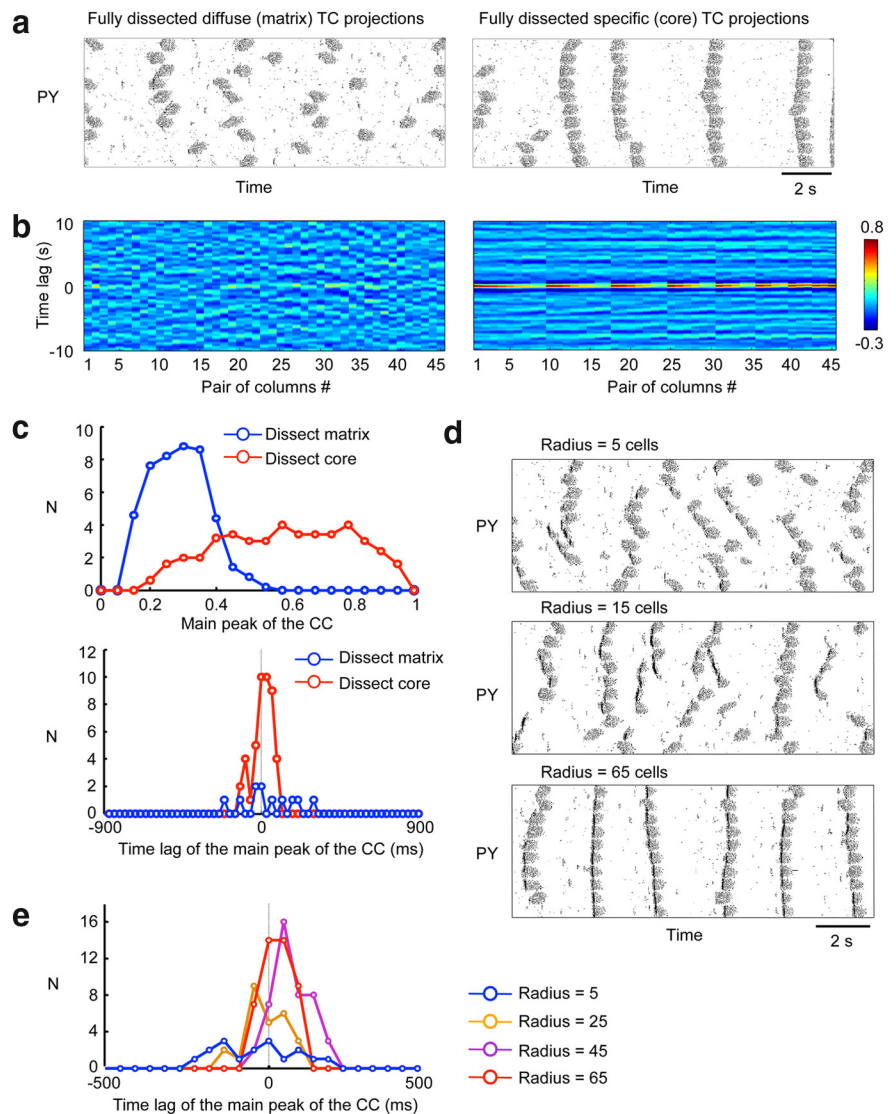 a
Fully dissected diffuse (matrix) TC projections
Fully dissected specific (core) TC projections
PY
Time
Time
2 s
b
Time lag (s)
10
0
-10
1 5 10 15 20 25 30 35 40 45
Pair of columns #
1 5 10 15 20 25 30 35 40 45
Pair of columns #
0.8
-0.3
c
N
10
8
6
4
2
0
Dissect matrix
Dissect core
0.2 0.4 0.6 0.8 1
Main peak of the CC
N
12
10
8
6
4
2
0
Dissect matrix
Dissect core
-900 0 900
Time lag of the main peak of the CC (ms)
d
Radius = 5 cells
PY
Radius = 15 cells
PY
Radius = 65 cells
PY
Time
2 s
e
N
16
12
8
4
0
-500 0 500
Time lag of the main peak of the CC (ms)
Radius = 5
Radius = 25
Radius = 45
Radius = 65